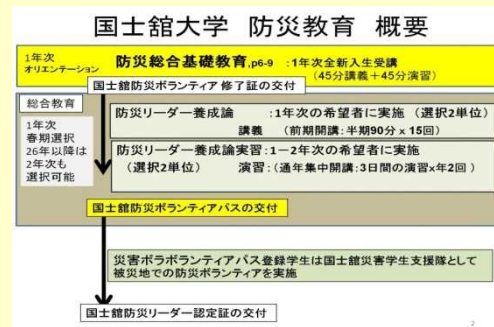 国士舘大学 防災教育 概要
1年次
オリエンテーション
防災総合基礎教育,p6-9 :1年次全新入生受講
(45分講義+45分演習)
国士舘防災ボランティア修了証の交付
総合教育
1年次
春期選択
26年以降は
2年次も
選択可能
防災リーダー養成論 :1年次の希望者に実施(選択2単位)
講義 (前期開講:半期90分x15回)
防災リーダー養成論実習:1-2年次の希望者に実施
(選択2単位) 演習:(通年集中開講:3日間の演習x年2回)
国士舘防災ボランティアパスの交付
災害ボラボランティアパス登録学生は国士舘災害学生支援隊として
被災地での防災ボランティアを実施
国士舘防災リーダー認定証の交付
2